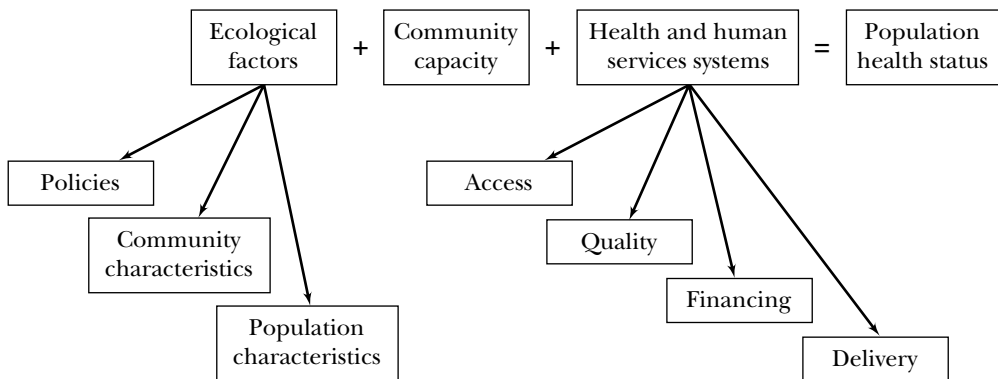 Ecological
factors
+
Community
capacity
+
Health and human
services systems
=
Population
health status
Policies
Community
characteristics
Population
characteristics
Access
Quality
Financing
Delivery